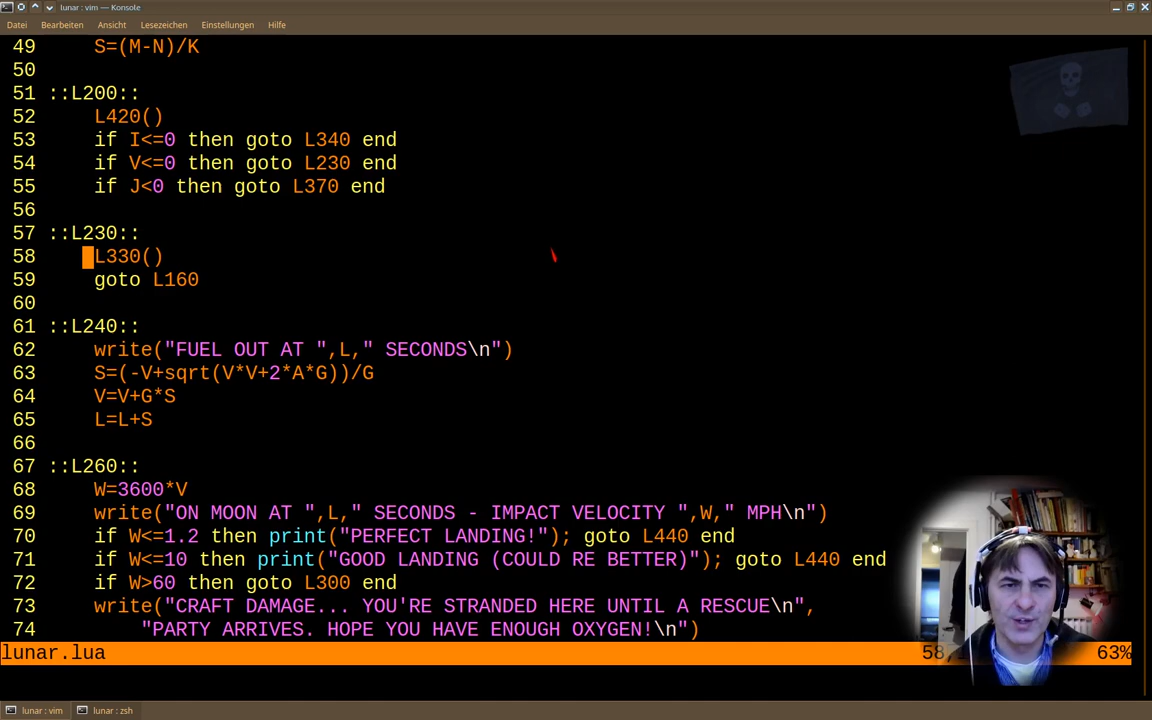 lunar : vim — Konsole
Datei Bearbeiten Ansicht Lesezeichen Einstellungen Hilfe
49 S=(M-N)/K
50
51 ::L200::
52 L420()
53 if I<=0 then goto L340 end
54 if V<=0 then goto L230 end
55 if J<0 then goto L370 end
56
57 ::L230::
58 L330()
59 goto L160
60
61 ::L240::
62 write("FUEL OUT AT ",L," SECONDS\n")
63 S=(-V+sqrt(V*V+2*A*G))/G
64 V=V+G*S
65 L=L+S
66
67 ::L260::
68 W=3600*V
69 write("ON MOON AT ",L," SECONDS - IMPACT VELOCITY ",W," MPH\n")
70 if W<=1.2 then print("PERFECT LANDING!"); goto L440 end
71 if W<=10 then print("GOOD LANDING (COULD RE BETTER)"); goto L440 end
72 if W>60 then goto L300 end
73 write("CRAFT DAMAGE... YOU'RE STRANDED HERE UNTIL A RESCUE\n",
74 "PARTY ARRIVES. HOPE YOU HAVE ENOUGH OXYGEN!\n")
lunar.lua 58, 63%
lunar : vim lunar : zsh